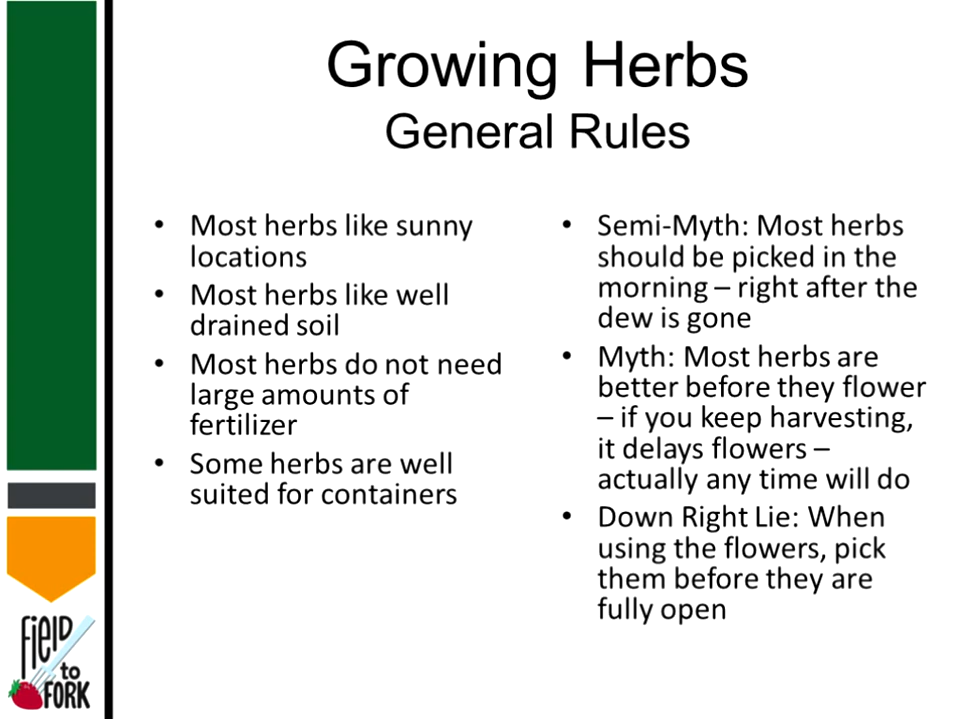 Growing Herbs
General Rules
• Most herbs like sunny
locations
• Most herbs like well
drained soil
• Most herbs do not need
large amounts of
fertilizer
• Some herbs are well
suited for containers
• Semi-Myth: Most herbs
should be picked in the
morning – right after the
dew is gone
• Myth: Most herbs are
better before they flower
– if you keep harvesting,
it delays flowers –
actually any time will do
• Down Right Lie: When
using the flowers, pick
them before they are
fully open
FiElD
to
FORK